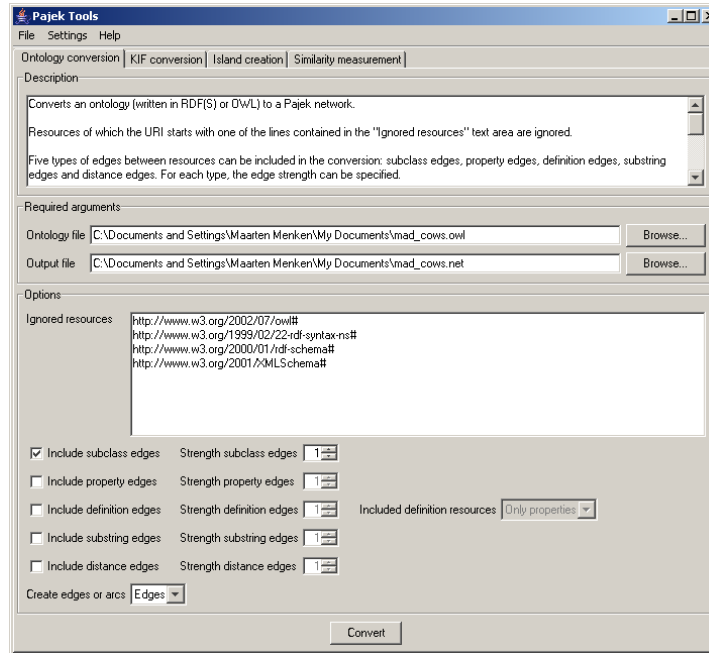 Pajek Tools
File Settings Help
Ontology conversion KIF conversion Island creation Similarity measurement
Description
Converts an ontology (written in RDF(S) or OWL) to a Pajek network.
Resources of which the URI starts with one of the lines contained in the "Ignored resources" text area are ignored.
Five types of edges between resources can be included in the conversion: subclass edges, property edges, definition edges, substring
edges and distance edges. For each type, the edge strength can be specified.
Required arguments
Ontology file C:\Documents and Settings\Maarten Menken\My Documents\mad_cows.owl Browse...
Output file C:\Documents and Settings\Maarten Menken\My Documents\mad_cows.net Browse...
Options
Ignored resources http://www.w3.org/2002/07/owl#
http://www.w3.org/1999/02/22-rdf-syntax-ns#
http://www.w3.org/2000/01/rdf-schema#
http://www.w3.org/2001/XMLSchema#
Include subclass edges Strength subclass edges 1
Include property edges Strength property edges 1
Include definition edges Strength definition edges 1 Included definition resources Only properties
Include substring edges Strength substring edges 1
Include distance edges Strength distance edges 1
Create edges or arcs Edges
Convert